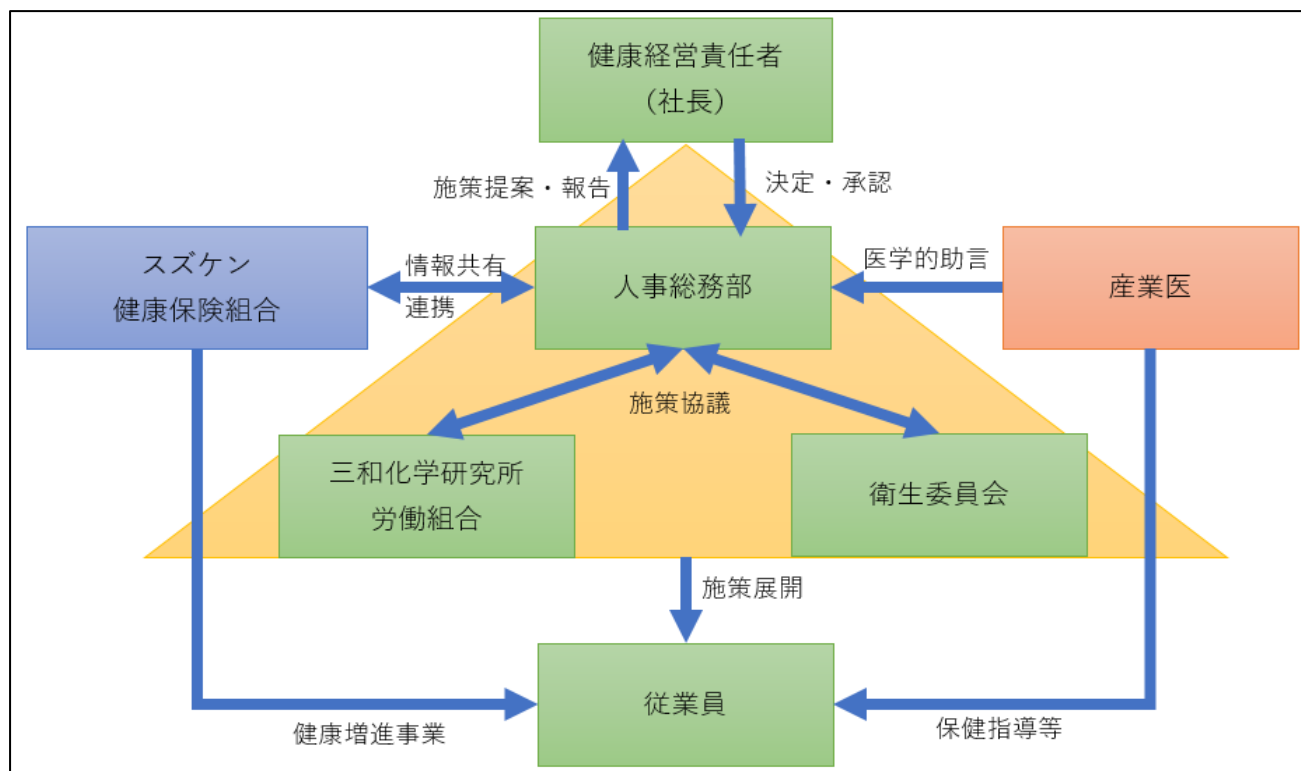 健康経営責任者
（社長）
施策提案・報告
決定・承認
スズケン
健康保険組合
情報共有
連携
人事総務部
医学的助言
産業医
施策協議
三和化学研究所
労働組合
衛生委員会
施策展開
従業員
健康増進事業
保健指導等